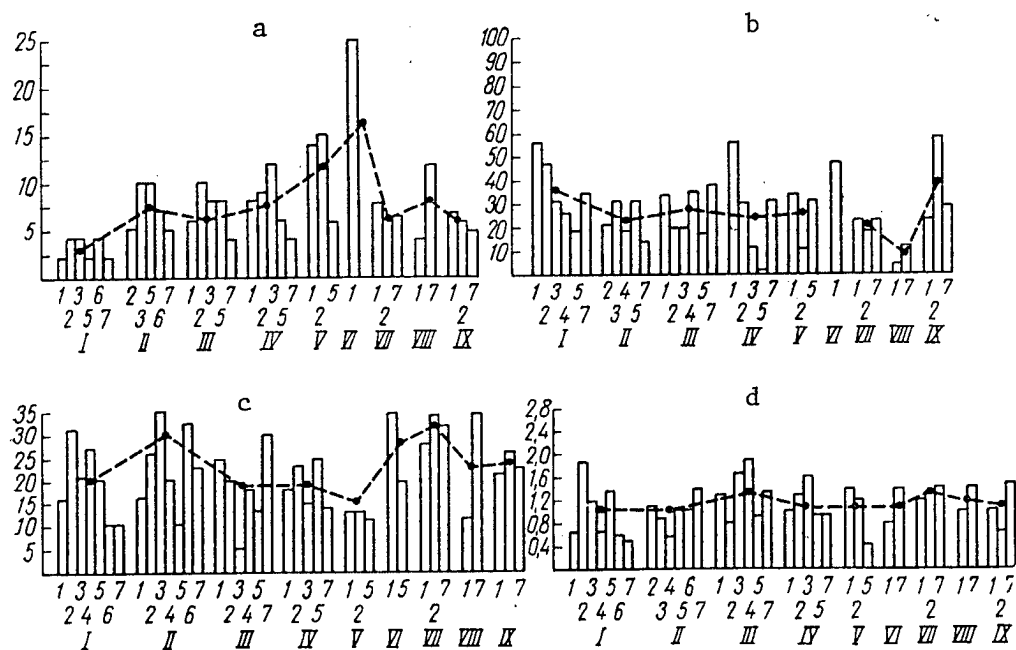 a
25
20
15
10
5
1 3 6 2 5 7 1 3 7 1 3 7 1 5 1 1 7 1 7 1 7
2 5 7 3 6 2 5 2 5 2 2 2
I II III IV V VI VII VIII IX
b
100
90
80
70
60
50
40
30
20
10
1 3 5 2 4 7 1 3 5 1 3 7 1 5 1 1 7 1 7 1 7
2 4 7 3 5 2 4 7 2 5 2 2 2
I II III IV V VI VII VIII IX
c
35
30
25
20
15
10
5
1 3 5 7 1 3 5 7 1 3 5 1 3 7 1 5 1 5 1 7 1 7 1 7
2 4 6 2 4 6 2 4 7 2 5 2 2
I II III IV V VI VII VIII IX
d
2,8
2,4
2,0
1,6
1,2
0,8
0,4
1 3 5 7 2 4 6 1 3 5 1 3 7 1 5 1 7 1 7 1 7 1 7
2 4 6 3 5 7 2 4 7 2 5 2 2 2
I II III IV V VI VII VIII IX